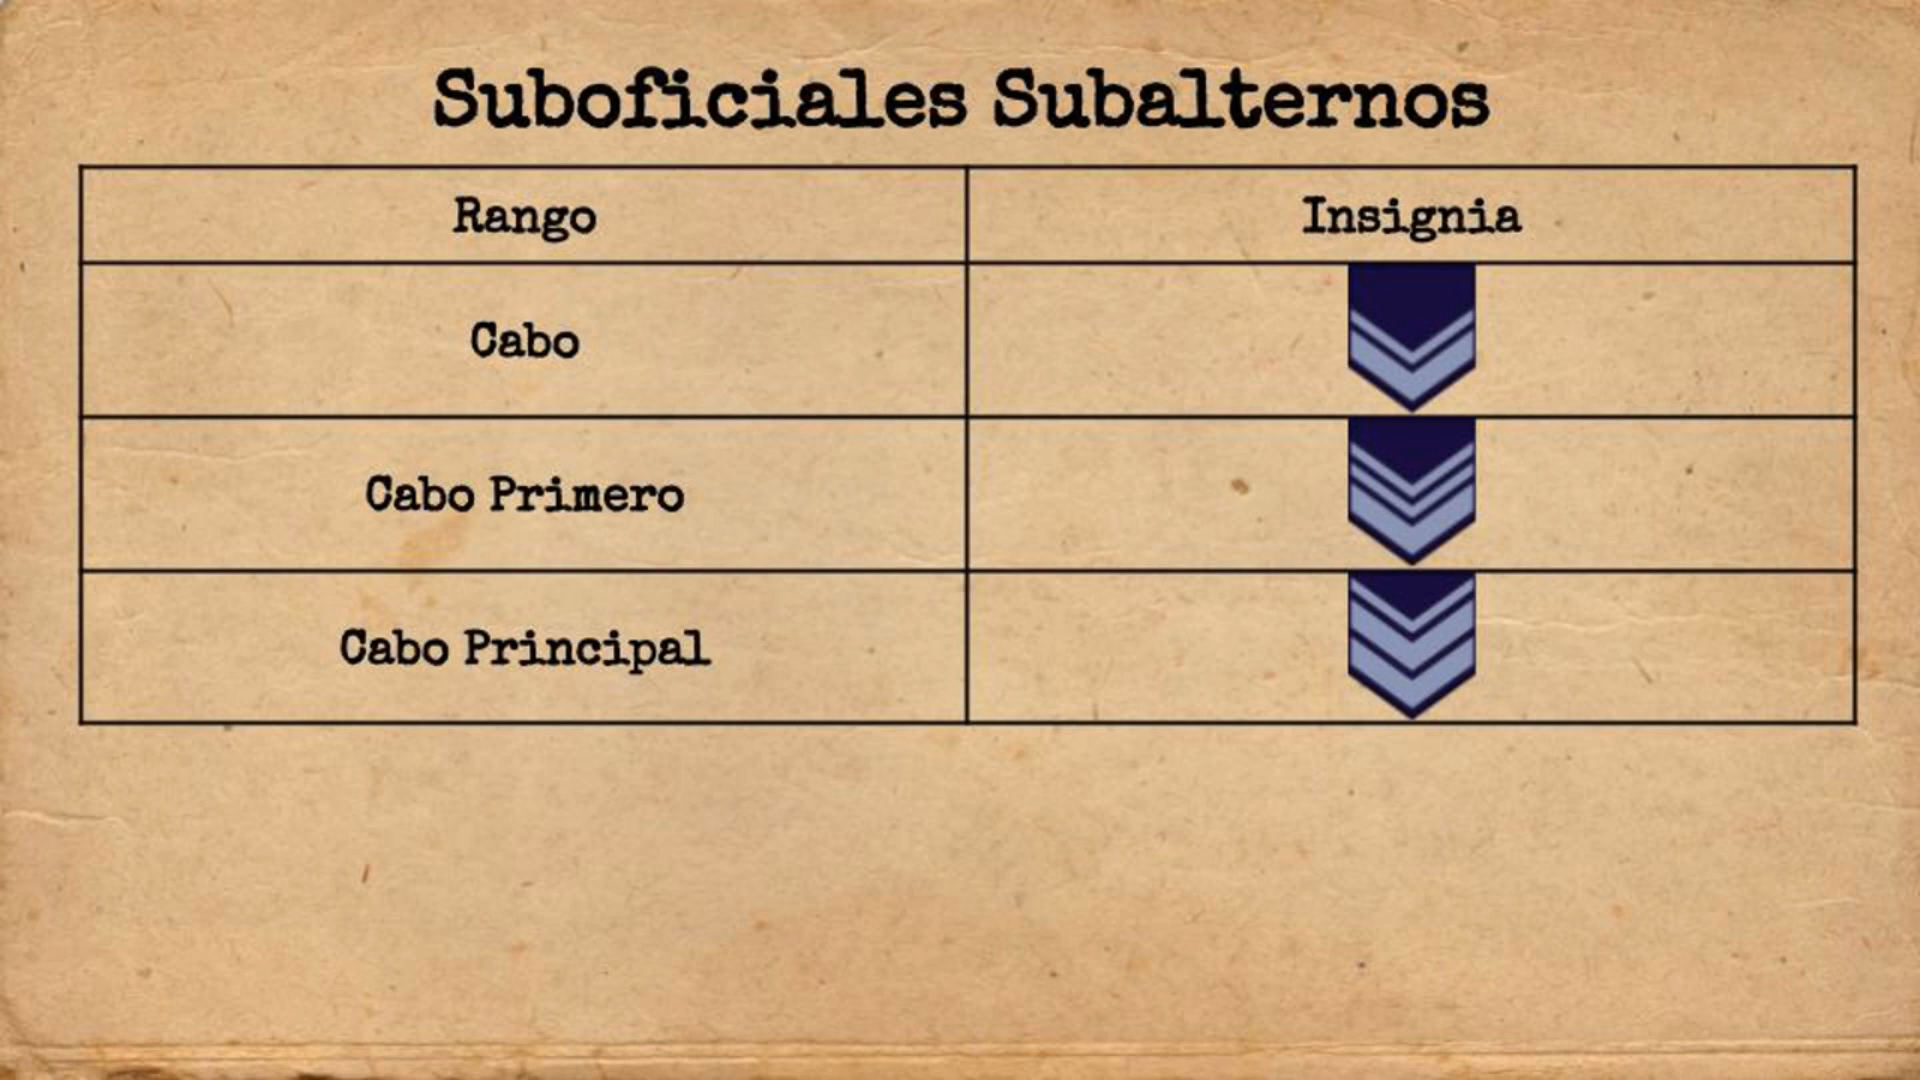 Suboficiales Subalternos
Rango Insignia
Cabo
Cabo Primero
Cabo Principal